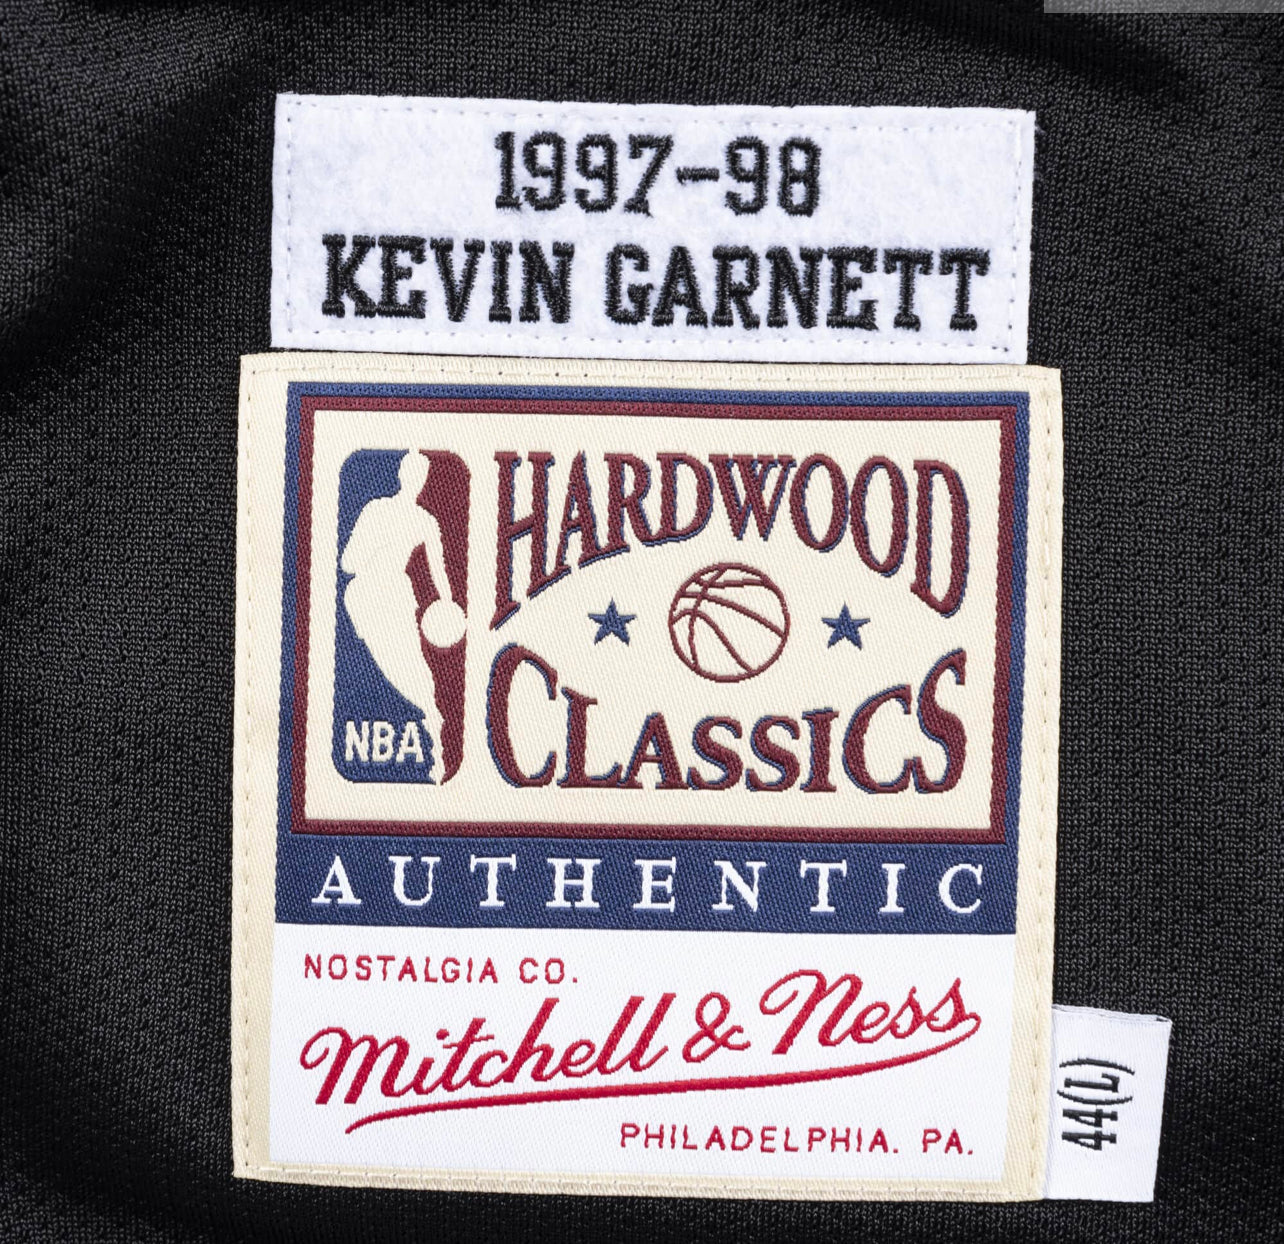 1997-98
KEVIN GARNETT
HARDWOOD
CLASSICS
NBA
AUTHENTIC
NOSTALGIA CO.
Mitchell & Ness
PHILADELPHIA. PA.
44(L)